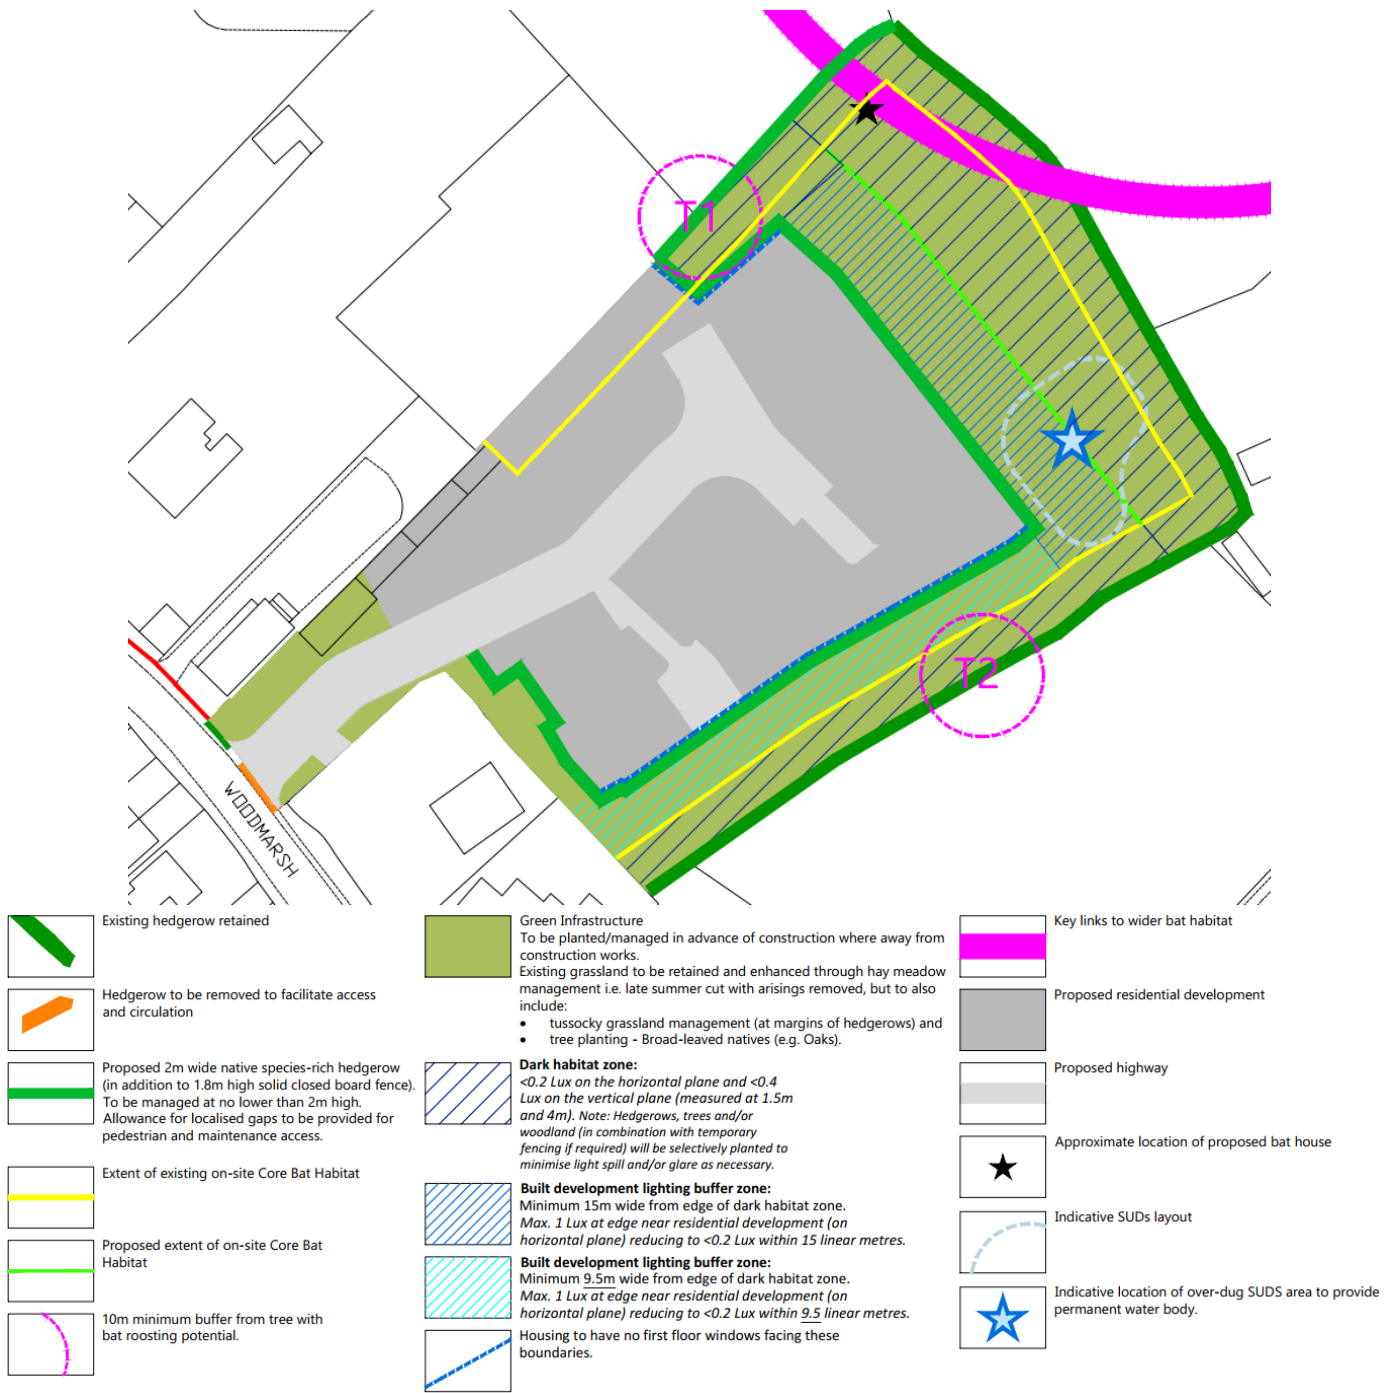 T1
T2
WOODMARSH
Existing hedgerow retained
Hedgerow to be removed to facilitate access
and circulation
Proposed 2m wide native species-rich hedgerow
(in addition to 1.8m high solid closed board fence).
To be managed at no lower than 2m high.
Allowance for localised gaps to be provided for
pedestrian and maintenance access.
Extent of existing on-site Core Bat Habitat
Proposed extent of on-site Core Bat
Habitat
10m minimum buffer from tree with
bat roosting potential.
Green Infrastructure
To be planted/managed in advance of construction where away from
construction works.
Existing grassland to be retained and enhanced through hay meadow
management i.e. late summer cut with arisings removed, but to also
include:
• tussocky grassland management (at margins of hedgerows) and
• tree planting - Broad-leaved natives (e.g. Oaks).
Dark habitat zone:
<0.2 Lux on the horizontal plane and <0.4
Lux on the vertical plane (measured at 1.5m
and 4m). Note: Hedgerows, trees and/or
woodland (in combination with temporary
fencing if required) will be selectively planted to
minimise light spill and/or glare as necessary.
Built development lighting buffer zone:
Minimum 15m wide from edge of dark habitat zone.
Max. 1 Lux at edge near residential development (on
horizontal plane) reducing to <0.2 Lux within 15 linear metres.
Built development lighting buffer zone:
Minimum 9.5m wide from edge of dark habitat zone.
Max. 1 Lux at edge near residential development (on
horizontal plane) reducing to <0.2 Lux within 9.5 linear metres.
Housing to have no first floor windows facing these
boundaries.
Key links to wider bat habitat
Proposed residential development
Proposed highway
Approximate location of proposed bat house
Indicative SUDs layout
Indicative location of over-dug SUDS area to provide
permanent water body.